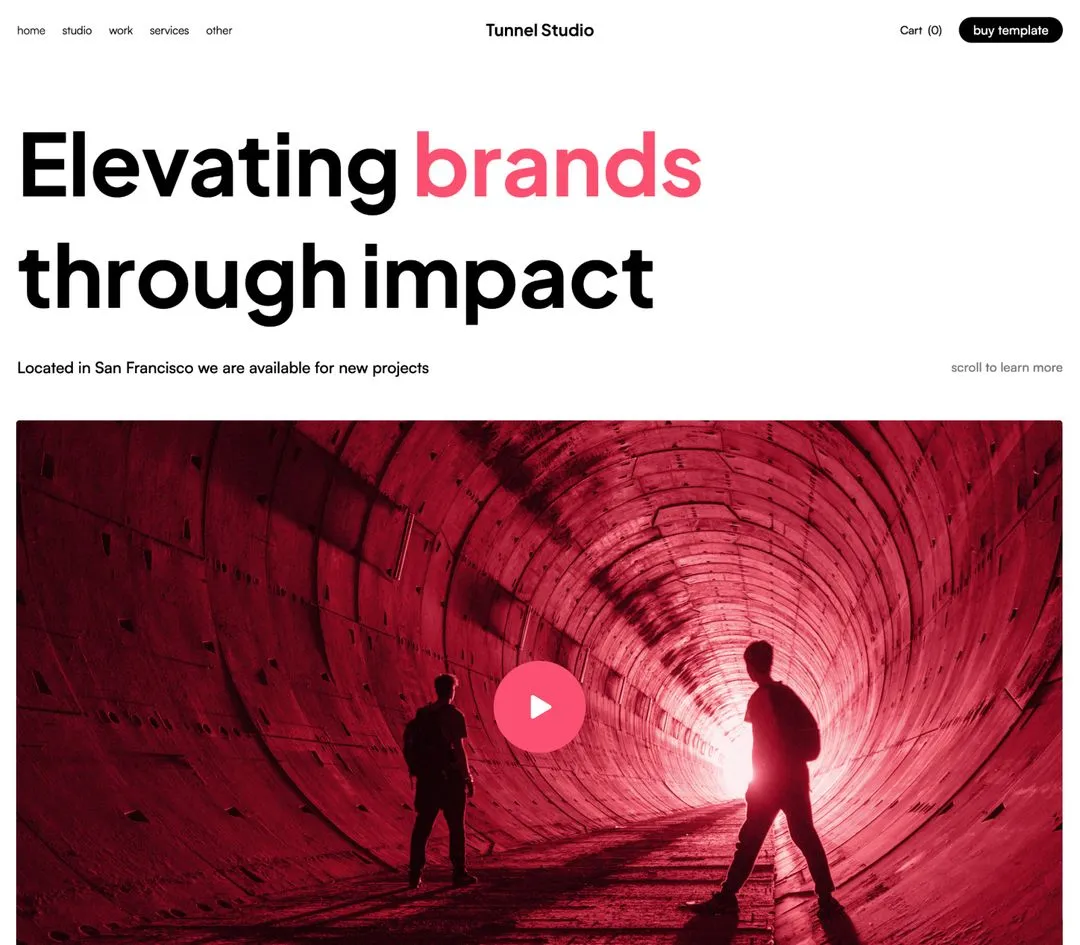 home studio work services other Tunnel Studio Cart (0) buy template
Elevating brands
through impact
Located in San Francisco we are available for new projects scroll to learn more